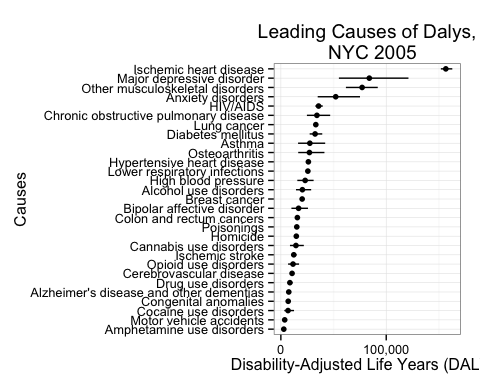 Leading Causes of Dalys,
NYC 2005
Causes
Ischemic heart disease
Major depressive disorder
Other musculoskeletal disorders
Anxiety disorders
HIV/AIDS
Chronic obstructive pulmonary disease
Lung cancer
Diabetes mellitus
Asthma
Osteoarthritis
Hypertensive heart disease
Lower respiratory infections
High blood pressure
Alcohol use disorders
Breast cancer
Bipolar affective disorder
Colon and rectum cancers
Poisonings
Homicide
Cannabis use disorders
Ischemic stroke
Opioid use disorders
Cerebrovascular disease
Drug use disorders
Alzheimer's disease and other dementias
Congenital anomalies
Cocaine use disorders
Motor vehicle accidents
Amphetamine use disorders
0 100,000
Disability-Adjusted Life Years (DAL